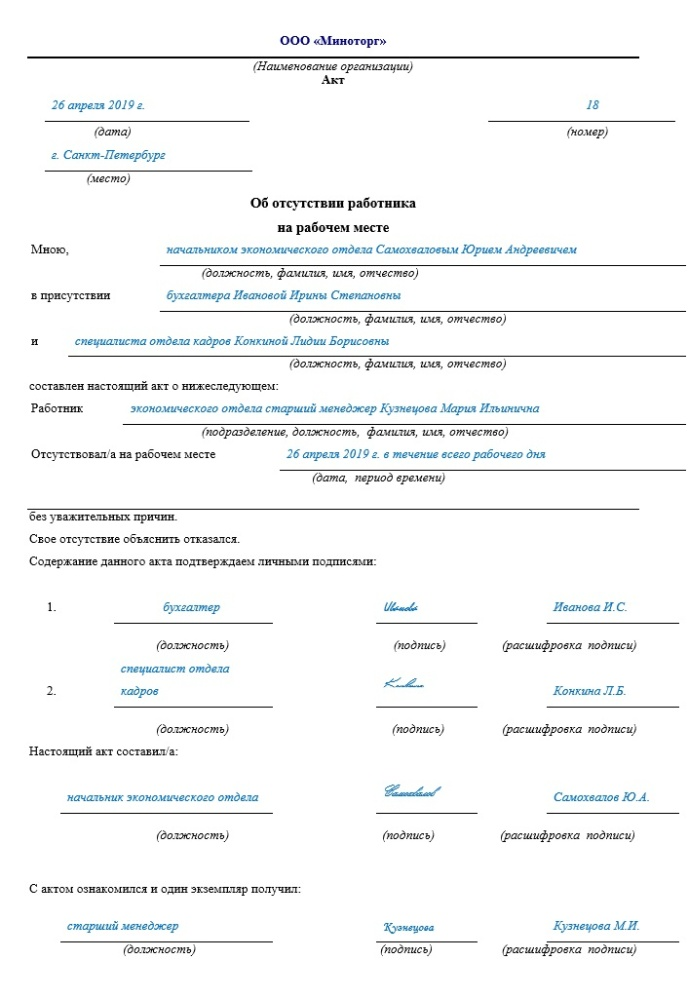 ООО «Миноторг»
(Наименование организации)
Акт
26 апреля 2019 г. 18
(дата) (номер)
г. Санкт-Петербург
(место)
Об отсутствии работника
на рабочем месте
Мною, начальником экономического отдела Самохваловым Юрием Андреевичем
(должность, фамилия, имя, отчество)
в присутствии бухгалтера Ивановой Ирины Степановны
(должность, фамилия, имя, отчество)
и специалиста отдела кадров Конкиной Лидии Борисовны
(должность, фамилия, имя, отчество)
составлен настоящий акт о нижеследующем:
Работник экономического отдела старший менеджер Кузнецова Мария Ильинична
(подразделение, должность, фамилия, имя, отчество)
Отсутствовал/а на рабочем месте 26 апреля 2019 г. в течение всего рабочего дня
(дата, период времени)
без уважительных причин.
Свое отсутствие объяснить отказался.
Содержание данного акта подтверждаем личными подписями:
1. бухгалтер Иванова Иванова И.С.
(должность) (подпись) (расшифровка подписи)
специалист отдела
2. кадров Конкина Л.Б.
(должность) (подпись) (расшифровка подписи)
Настоящий акт составил/а:
начальник экономического отдела Самохвалов Самохвалов Ю.А.
(должность) (подпись) (расшифровка подписи)
С актом ознакомился и один экземпляр получил:
старший менеджер Кузнецова Кузнецова М.И.
(должность) (подпись) (расшифровка подписи)